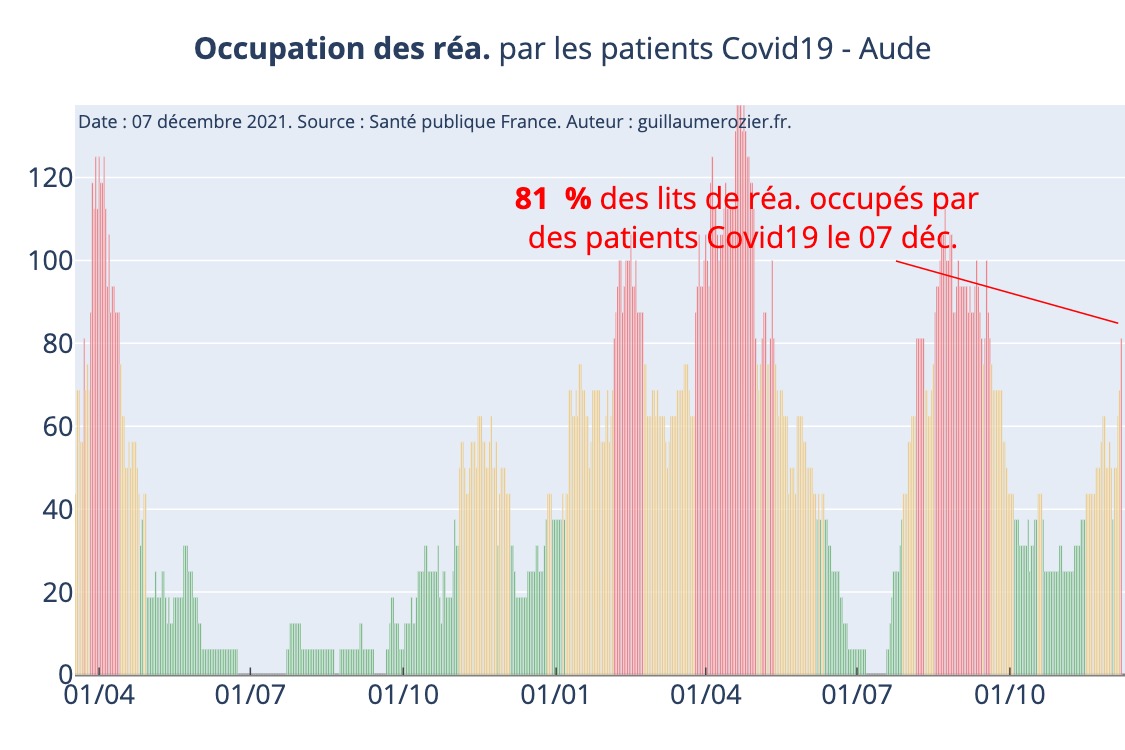 Occupation des réa. par les patients Covid19 - Aude
Date : 07 décembre 2021. Source : Santé publique France. Auteur : guillaumerozier.fr.
81 % des lits de réa. occupés par
des patients Covid19 le 07 déc.
120
100
80
60
40
20
0
01/04 01/07 01/10 01/01 01/04 01/07 01/10